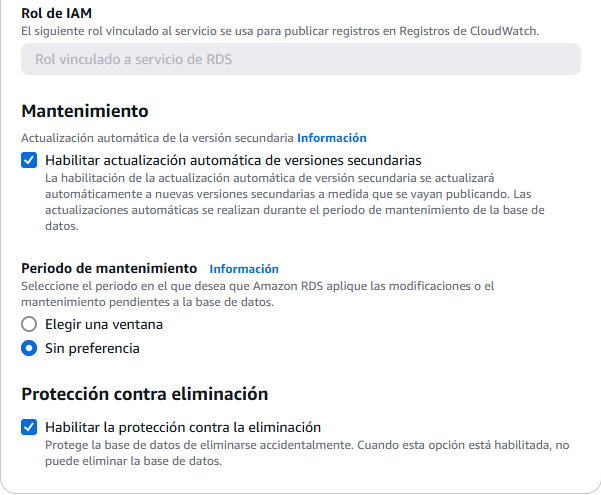 Rol de IAM
El siguiente rol vinculado al servicio se usa para publicar registros en Registros de CloudWatch.
Rol vinculado a servicio de RDS
Mantenimiento
Actualización automática de la versión secundaria Información
Habilitar actualización automática de versiones secundarias
La habilitación de la actualización automática de versión secundaria se actualizará
automáticamente a nuevas versiones secundarias a medida que se vayan publicando. Las
actualizaciones automáticas se realizan durante el periodo de mantenimiento de la base de
datos.
Periodo de mantenimiento Información
Seleccione el periodo en el que desea que Amazon RDS aplique las modificaciones o el
mantenimiento pendientes a la base de datos.
Elegir una ventana
Sin preferencia
Protección contra eliminación
Habilitar la protección contra la eliminación
Protege la base de datos de eliminarse accidentalmente. Cuando esta opción está habilitada, no
puede eliminar la base de datos.